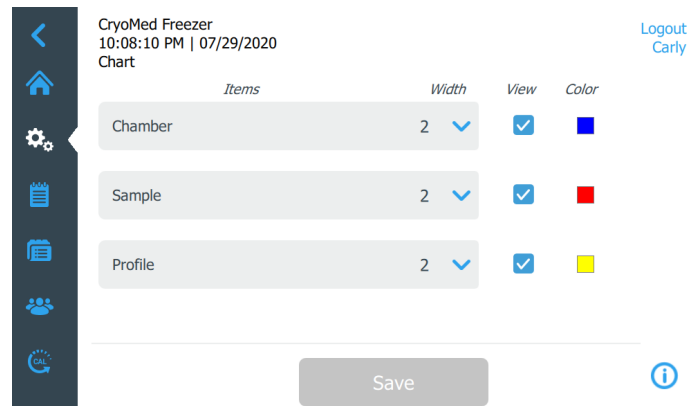 CryoMed Freezer
10:08:10 PM | 07/29/2020
Chart
Logout
Carly
Items Width View Color
Chamber 2
Sample 2
Profile 2
CAL
Save